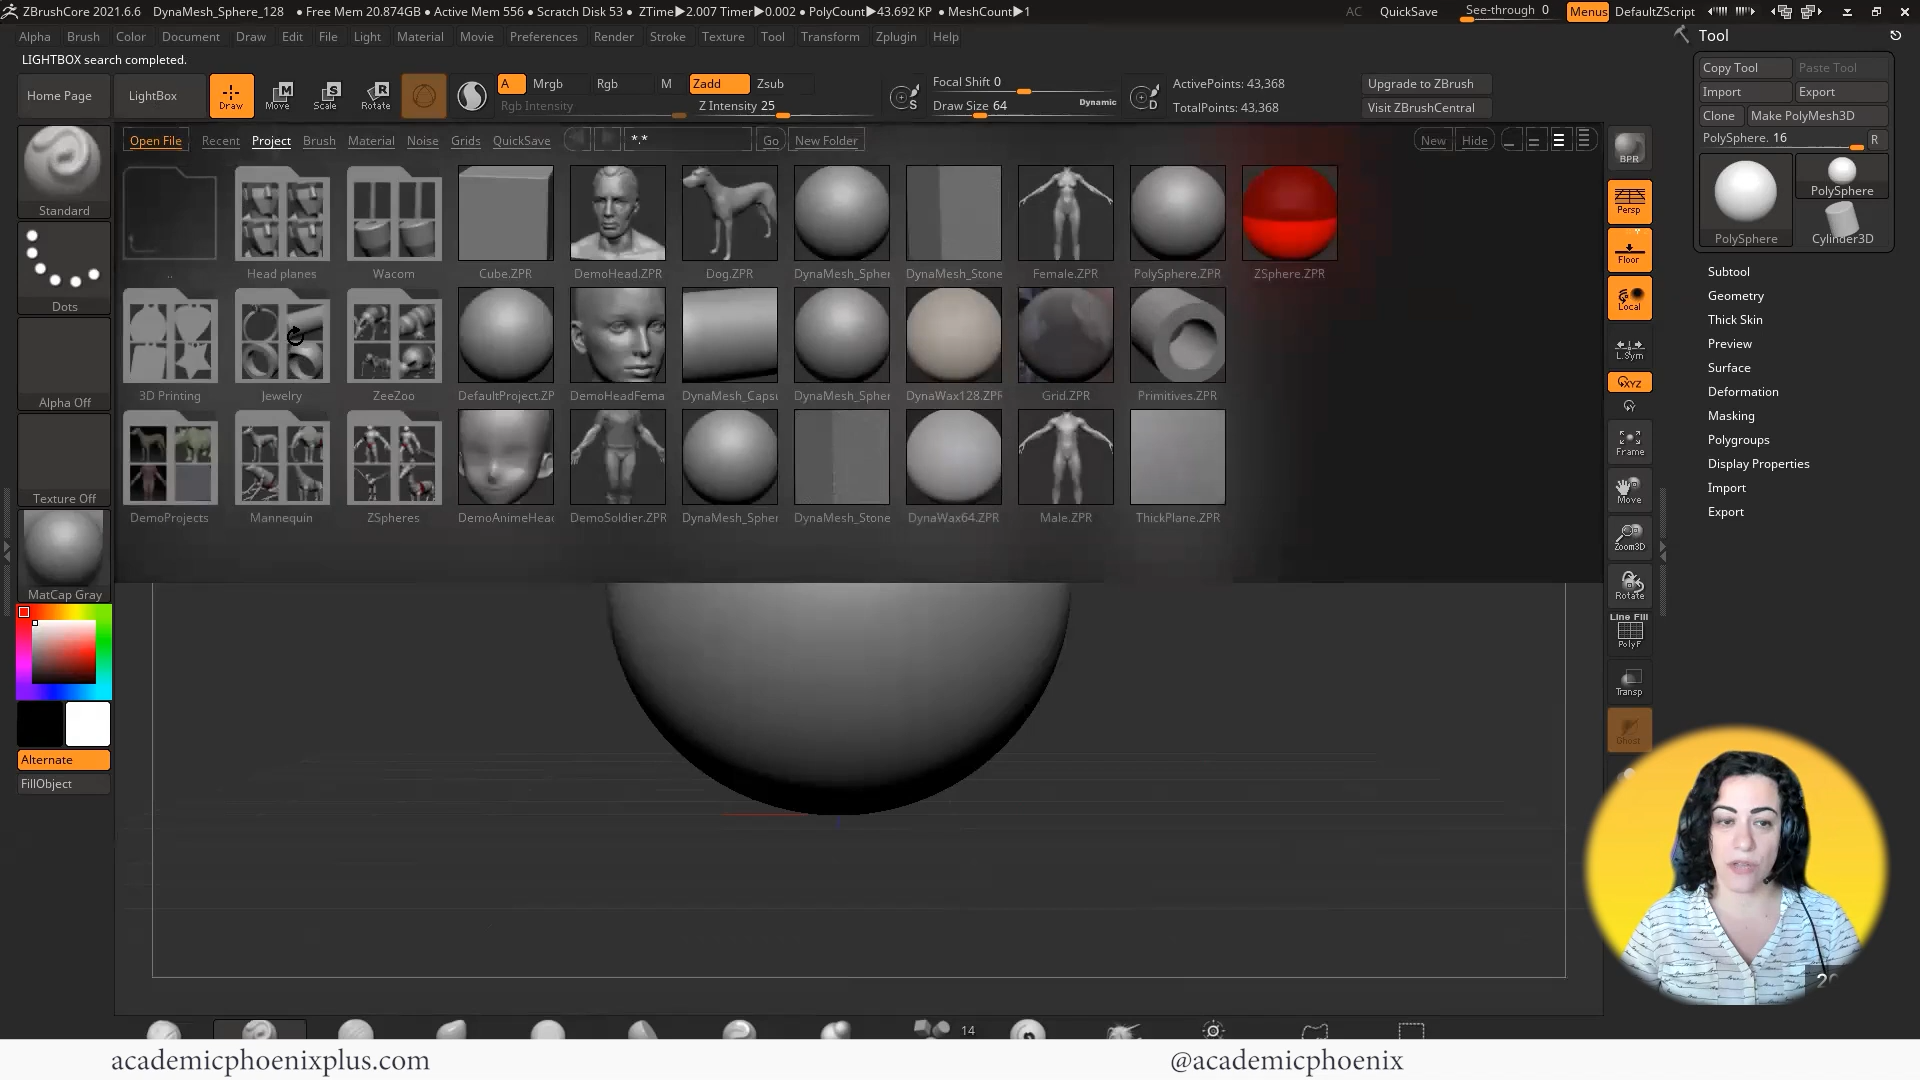 ZBrushCore 2021.6.6 DynaMesh_Sphere_128 • Free Mem 20.874GB • Active Mem 556 • Scratch Disk 53 • ZTime▶2.007 Timer▶0.002 • PolyCount▶43.692 KP • MeshCount▶1 AC QuickSave See-through 0 Menus DefaultZScript
Alpha Brush Color Document Draw Edit File Light Material Movie Preferences Render Stroke Texture Tool Transform Zplugin Help
LIGHTBOX search completed.
Home Page LightBox Draw Move Scale Rotate
A Mrgb Rgb M Zadd Zsub
Rgb Intensity Z Intensity 25
Focal Shift 0
Draw Size 64 Dynamic
ActivePoints: 43,368
TotalPoints: 43,368
Upgrade to ZBrush
Visit ZBrushCentral
Open File Recent Project Brush Material Noise Grids QuickSave *.* Go New Folder New Hide
.. Head planes Wacom Cube.ZPR DemoHead.ZPR Dog.ZPR DynaMesh_Spher DynaMesh_Stone Female.ZPR PolySphere.ZPR ZSphere.ZPR
3D Printing Jewelry ZeeZoo DefaultProject.ZP DemoHeadFema DynaMesh_Capsu DynaMesh_Spher DynaWax128.ZPR Grid.ZPR Primitives.ZPR
DemoProjects Mannequin ZSpheres DemoAnimeHead DemoSoldier.ZPR DynaMesh_Spher DynaMesh_Stone DynaWax64.ZPR Male.ZPR ThickPlane.ZPR
Standard
Dots
Alpha Off
Texture Off
MatCap Gray
Alternate
FillObject
14
BPR
Persp
Floor
Local
L.Sym
XYZ
Frame
Move
Zoom3D
Rotate
Line Fill
PolyF
Transp
Ghost
Tool
Copy Tool Paste Tool
Import Export
Clone Make PolyMesh3D
PolySphere. 16 R
PolySphere
PolySphere Cylinder3D
Subtool
Geometry
Thick Skin
Preview
Surface
Deformation
Masking
Polygroups
Display Properties
Import
Export
academicphoenixplus.com @academicphoenix